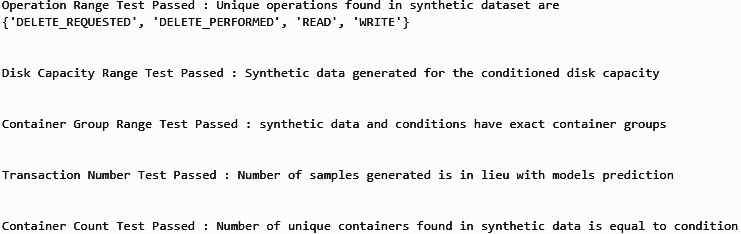 Operation Range Test Passed : Unique operations found in synthetic dataset are
{'DELETE_REQUESTED', 'DELETE_PERFORMED', 'READ', 'WRITE'}
Disk Capacity Range Test Passed : Synthetic data generated for the conditioned disk capacity
Container Group Range Test Passed : synthetic data and conditions have exact container groups
Transaction Number Test Passed : Number of samples generated is in lieu with models prediction
Container Count Test Passed : Number of unique containers found in synthetic data is equal to condition